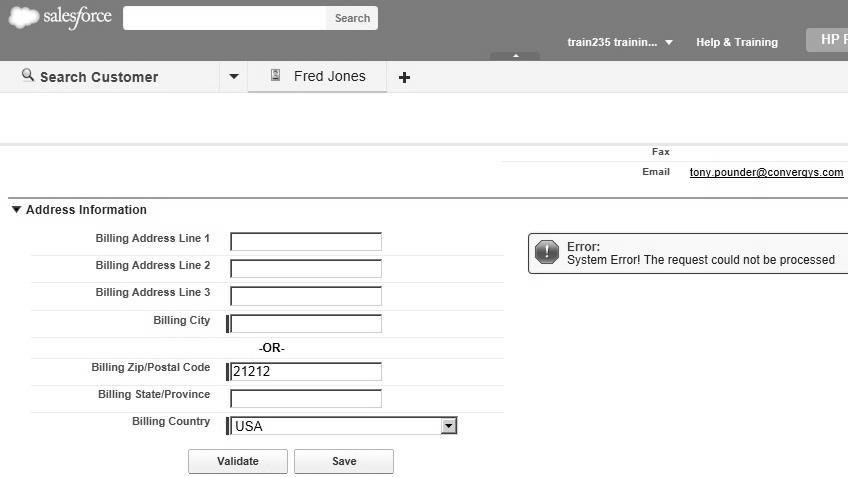 salesforce Search
train235 trainin... Help & Training HP
Search Customer Fred Jones
Fax
Email tony.pounder@convergys.com
Address Information
Billing Address Line 1
Error:
System Error! The request could not be processed
Billing Address Line 2
Billing Address Line 3
Billing City
-OR-
Billing Zip/Postal Code 21212
Billing State/Province
Billing Country USA
Validate Save